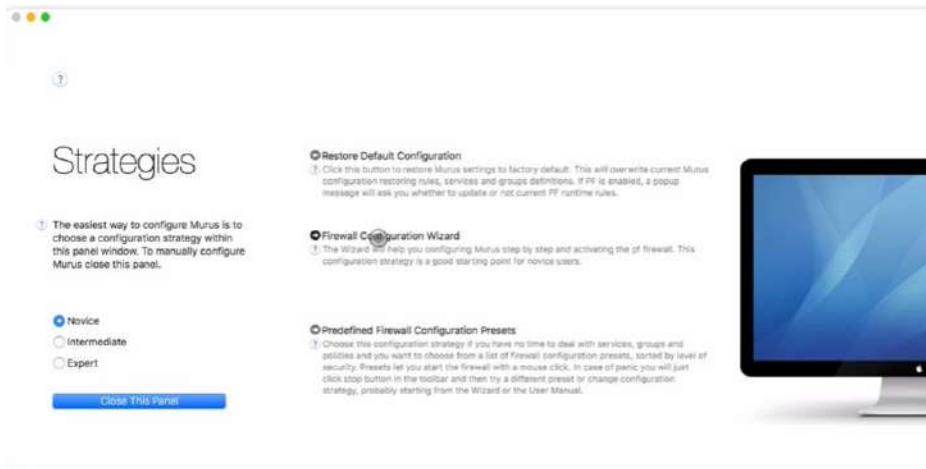 ?
Strategies
? The easiest way to configure Murus is to
choose a configuration strategy within
this panel window. To manually configure
Murus close this panel.
Novice
Intermediate
Expert
Close This Panel
Restore Default Configuration
? Click this button to restore Murus settings to factory default. This will overwrite current Murus
configuration restoring rules, services and groups definitions. If PF is enabled, a popup
message will ask you whether to update or not current PF runtime rules.
Firewall Configuration Wizard
? The Wizard will help you configuring Murus step by step and activating the pf firewall. This
configuration strategy is a good starting point for novice users.
Predefined Firewall Configuration Presets
? Choose this configuration strategy if you have no time to deal with services, groups and
policies and you want to choose from a list of firewall configuration presets, sorted by level of
security. Presets let you start the firewall with a mouse click. In case of panic you will just
click stop button in the toolbar and then try a different preset or change configuration
strategy, probably starting from the Wizard or the User Manual.